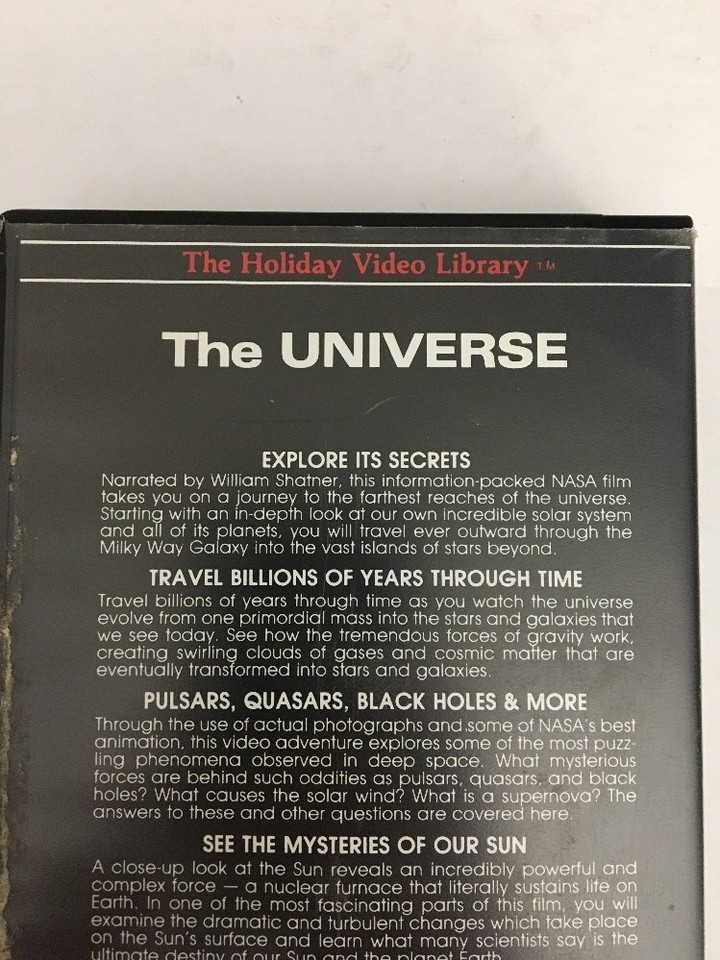 The Holiday Video Library TM
The UNIVERSE
EXPLORE ITS SECRETS
Narrated by William Shatner, this information-packed NASA film
takes you on a journey to the farthest reaches of the universe.
Starting with an in-depth look at our own incredible solar system
and all of its planets, you will travel ever outward through the
Milky Way Galaxy into the vast islands of stars beyond.
TRAVEL BILLIONS OF YEARS THROUGH TIME
Travel billions of years through time as you watch the universe
evolve from one primordial mass into the stars and galaxies that
we see today. See how the tremendous forces of gravity work,
creating swirling clouds of gases and cosmic matter that are
eventually transformed into stars and galaxies.
PULSARS, QUASARS, BLACK HOLES & MORE
Through the use of actual photographs and some of NASA's best
animation, this video adventure explores some of the most puzz-
ling phenomena observed in deep space. What mysterious
forces are behind such oddities as pulsars, quasars, and black
holes? What causes the solar wind? What is a supernova? The
answers to these and other questions are covered here.
SEE THE MYSTERIES OF OUR SUN
A close-up look at the Sun reveals an incredibly powerful and
complex force — a nuclear furnace that literally sustains life on
Earth. In one of the most fascinating parts of this film, you will
examine the dramatic and turbulent changes which take place
on the Sun's surface and learn what many scientists say is the
ultimate destiny of our Sun and the planet Earth.